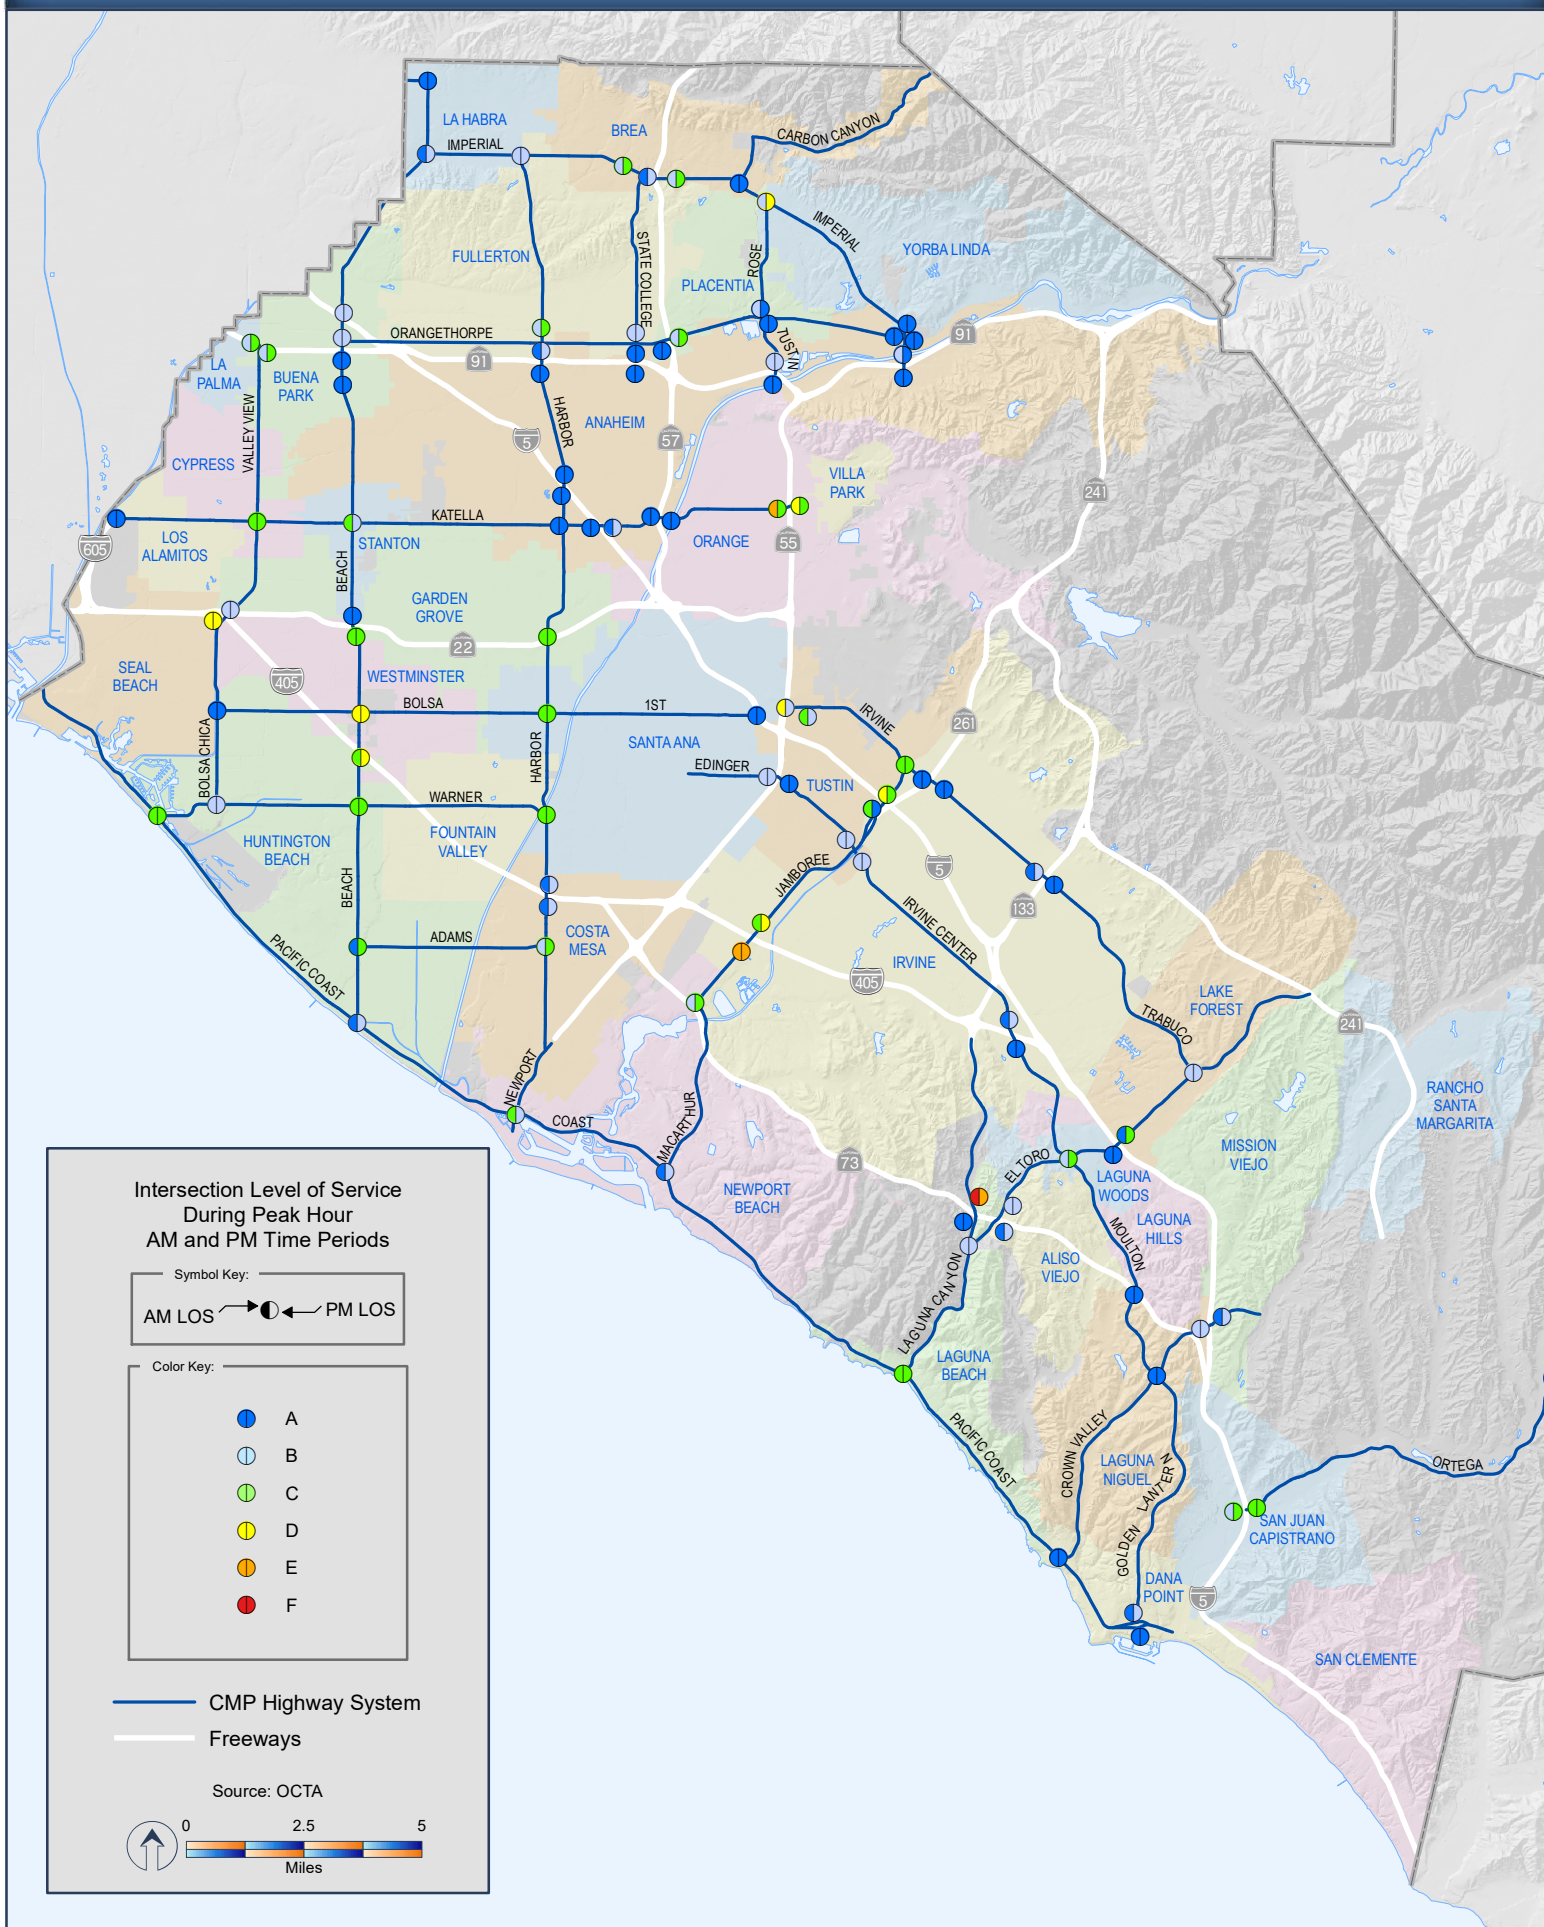 LA HABRA
BREA
CARBON CANYON
IMPERIAL
IMPERIAL
FULLERTON
STATE COLLEGE
ROSE
YORBA LINDA
PLACENTIA
ORANGETHORPE
TUSTIN
91
91
LA
PALMA
BUENA
PARK
VALLEY VIEW
HARBOR
ANAHEIM
5
57
CYPRESS
VILLA
PARK
241
KATELLA
LOS
ALAMITOS
STANTON
ORANGE
55
605
BEACH
GARDEN
GROVE
22
SEAL
BEACH
405
WESTMINSTER
BOLSA
1ST
IRVINE
261
BOLSA CHICA
HARBOR
SANTA ANA
EDINGER
TUSTIN
WARNER
HUNTINGTON
BEACH
FOUNTAIN
VALLEY
JAMBOREE
5
BEACH
133
IRVINE CENTER
ADAMS
COSTA
MESA
IRVINE
405
PACIFIC COAST
LAKE
FOREST
TRABUCO
241
NEWPORT
COAST
MACARTHUR
RANCHO
SANTA
MARGARITA
MISSION
VIEJO
73
EL TORO
LAGUNA
WOODS
NEWPORT
BEACH
LAGUNA
HILLS
MOULTON
ALISO
VIEJO
LAGUNA CANYON
LAGUNA
BEACH
PACIFIC COAST
CROWN VALLEY
LAGUNA
NIGUEL
GOLDEN LANTERN
ORTEGA
SAN JUAN
CAPISTRANO
DANA
POINT
5
SAN CLEMENTE
Intersection Level of Service
During Peak Hour
AM and PM Time Periods
Symbol Key:
AM LOS
PM LOS
Color Key:
A
B
C
D
E
F
CMP Highway System
Freeways
Source: OCTA
0 2.5 5
Miles